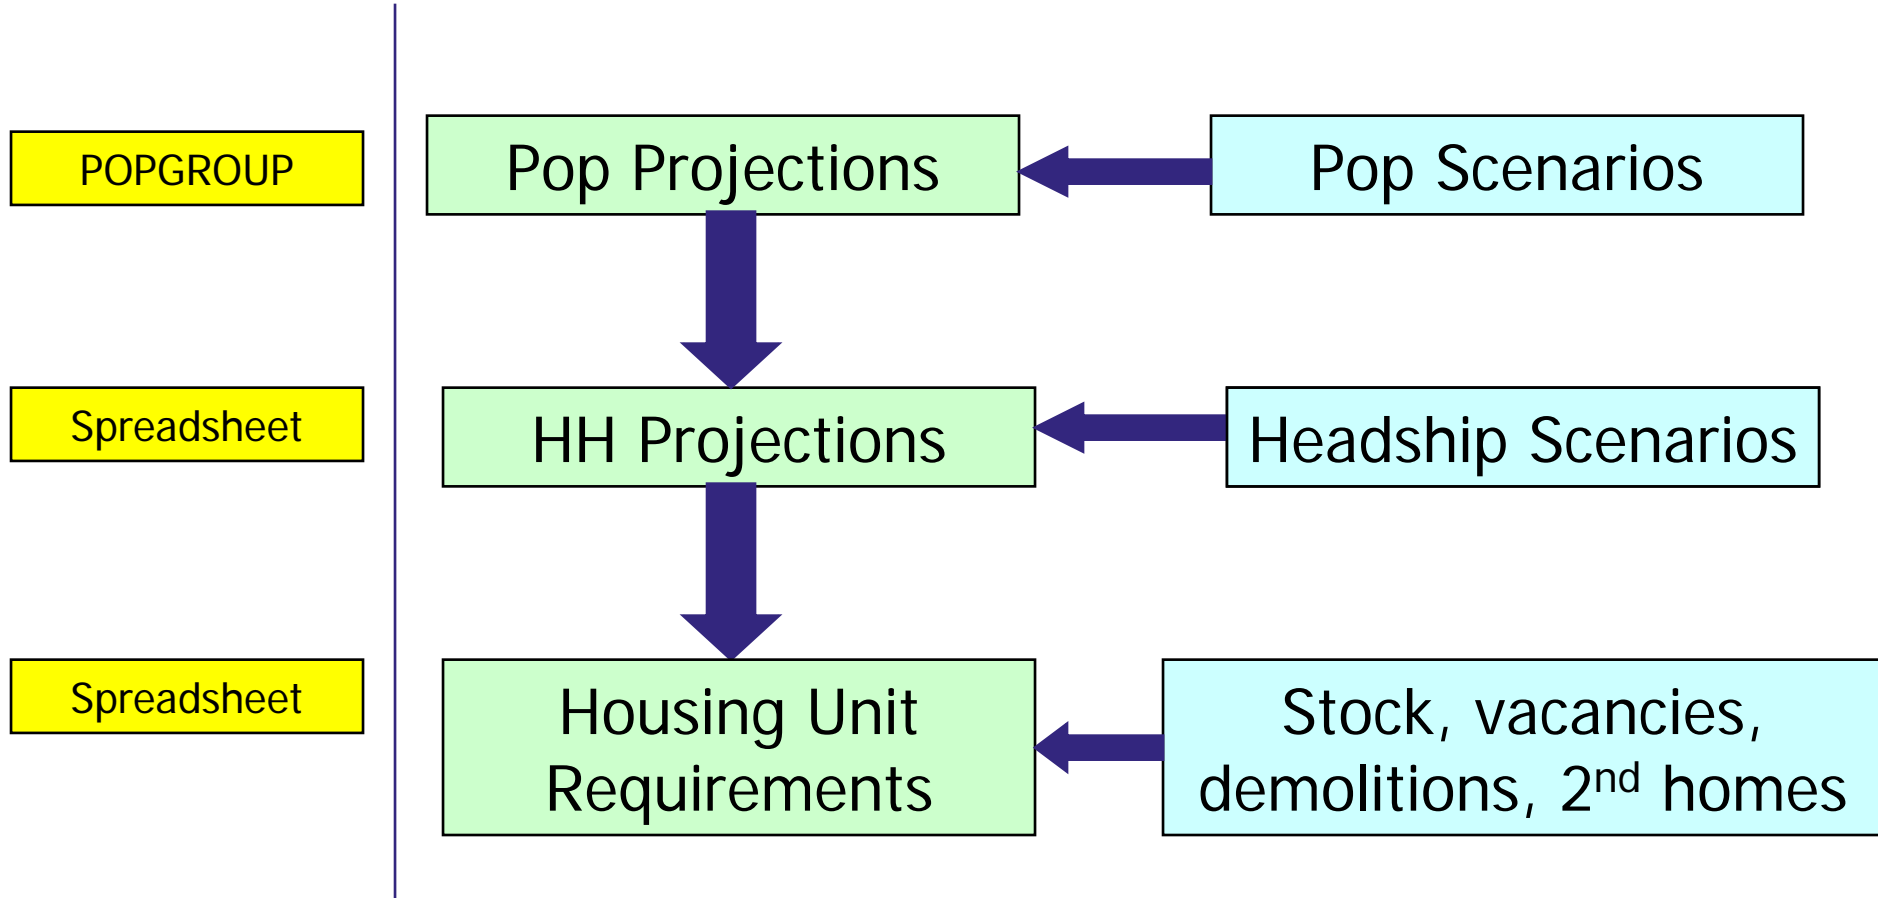 POPGROUP
Pop Projections
Pop Scenarios
Spreadsheet
HH Projections
Headship Scenarios
Spreadsheet
Housing Unit
Requirements
Stock, vacancies,
demolitions, 2nd homes